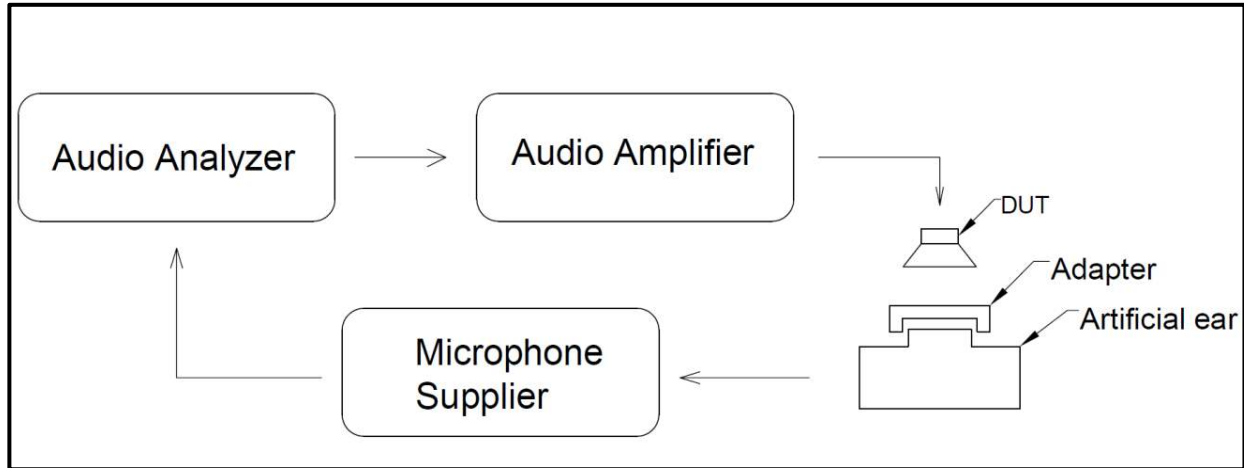 Audio Analyzer
Audio Amplifier
DUT
Adapter
Artificial ear
Microphone
Supplier